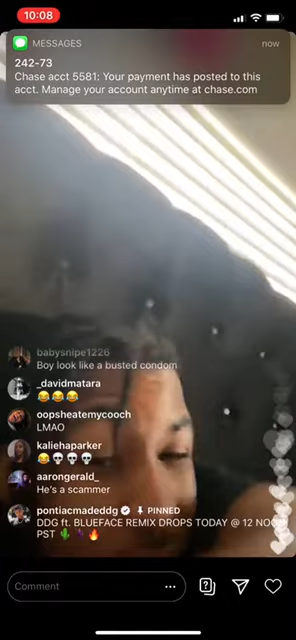 10:08
MESSAGES
now
242-73
Chase acct 5581: Your payment has posted to this
acct. Manage your account anytime at chase.com
babysnipe1226
Boy look like a busted condom
_davidmatara
😂😂😂
oopsheatemycooch
LMAO
kaliehaparker
😂💀💀💀
aarongerald_
He's a scammer
pontiacmadeddg PINNED
DDG ft. BLUEFACE REMIX DROPS TODAY @ 12
PST 🌵 🔥
Comment